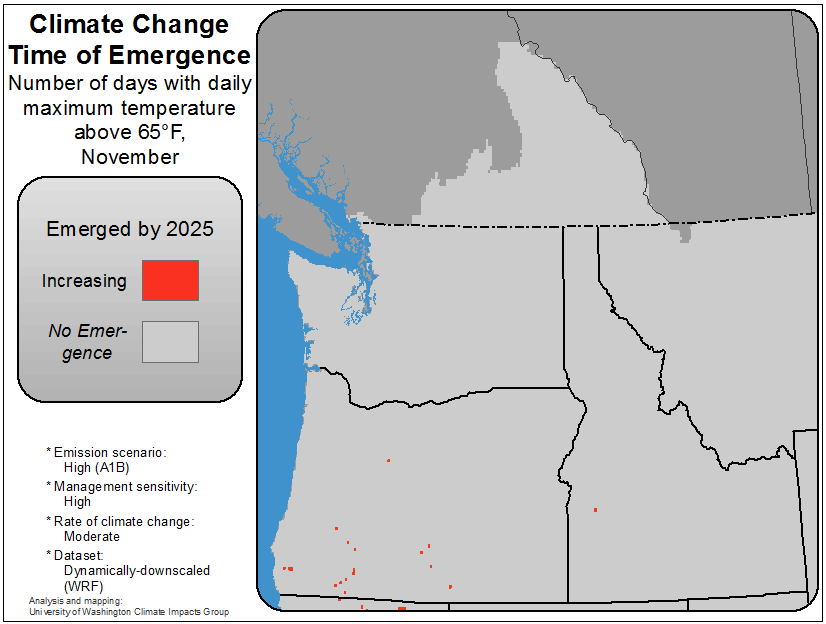 Climate Change
Time of Emergence
Number of days with daily
maximum temperature
above 65°F,
November
Emerged by 2025
Increasing
No Emer-
gence
* Emission scenario:
High (A1B)
* Management sensitivity:
High
* Rate of climate change:
Moderate
* Dataset:
Dynamically-downscaled
(WRF)
Analysis and mapping:
University of Washington Climate Impacts Group